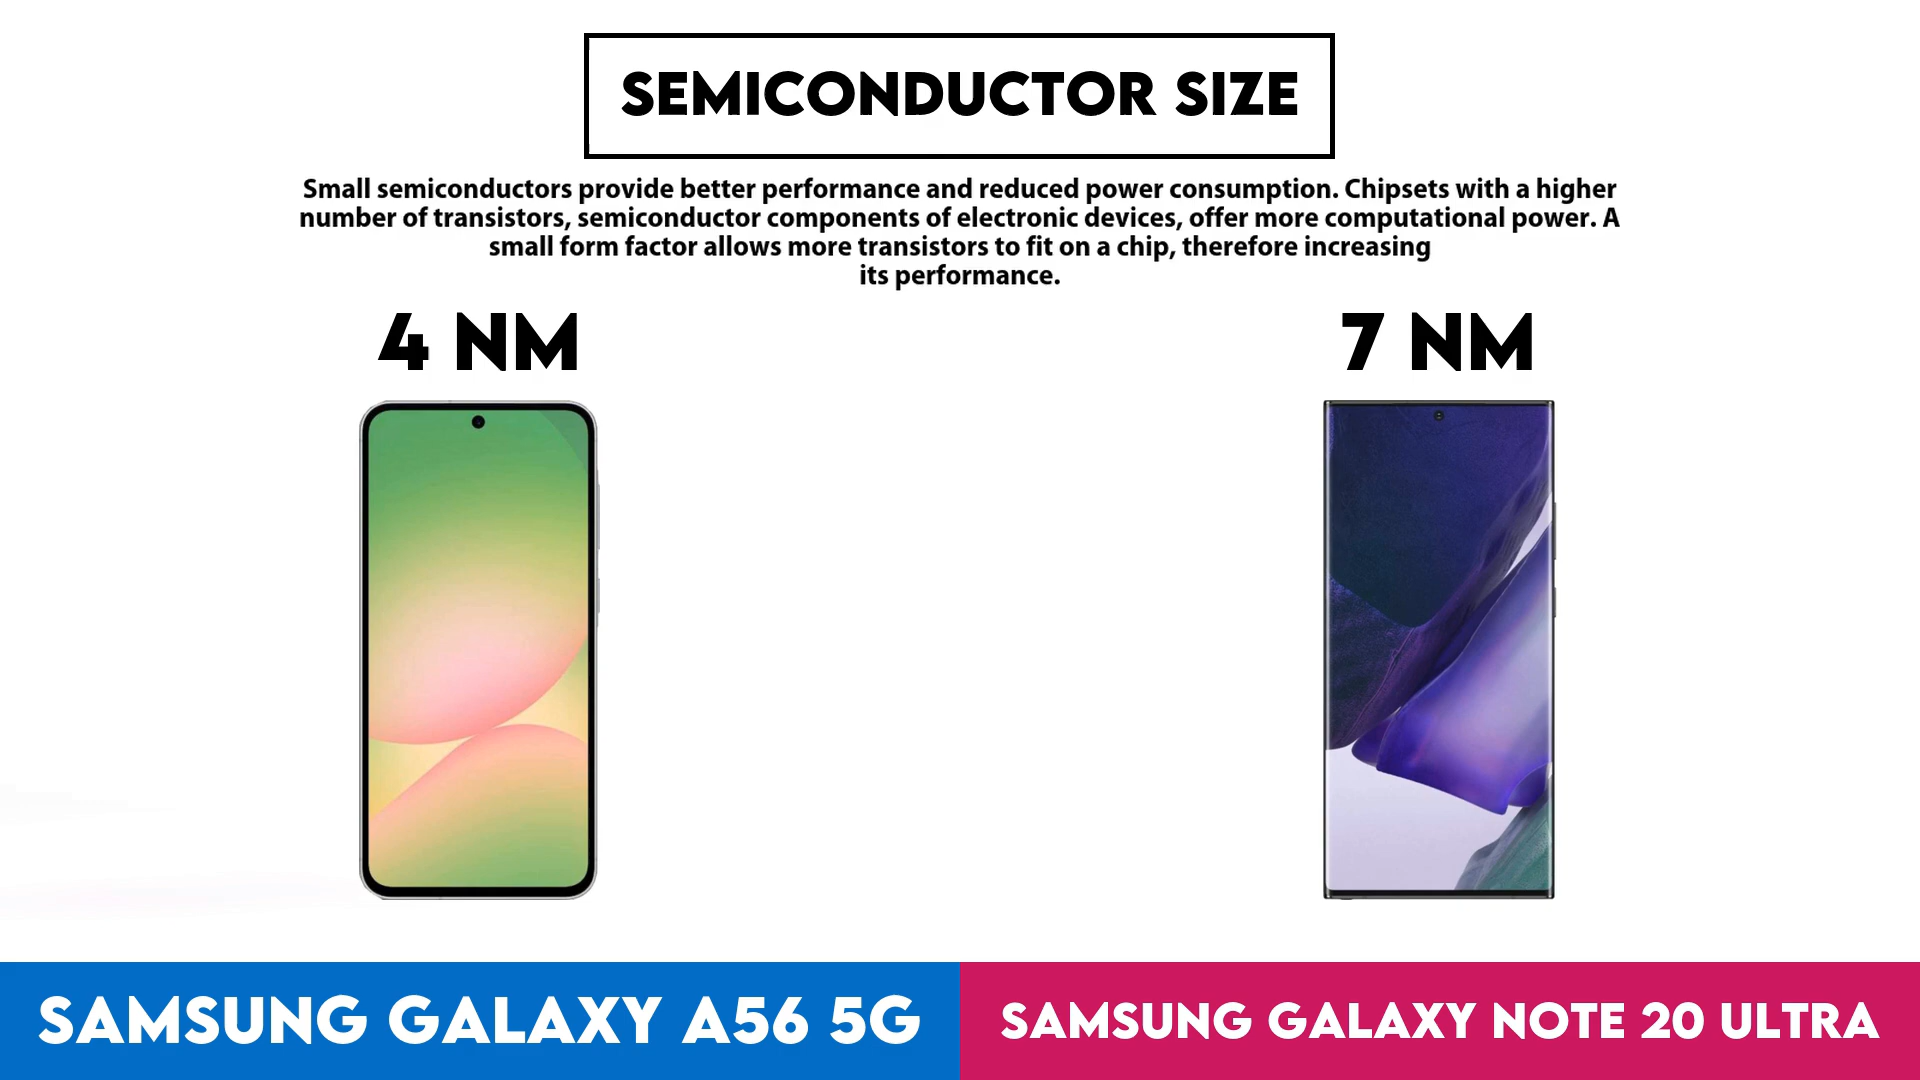 SEMICONDUCTOR SIZE
Small semiconductors provide better performance and reduced power consumption. Chipsets with a higher
number of transistors, semiconductor components of electronic devices, offer more computational power. A
small form factor allows more transistors to fit on a chip, therefore increasing
its performance.
4 NM
7 NM
SAMSUNG GALAXY A56 5G
SAMSUNG GALAXY NOTE 20 ULTRA